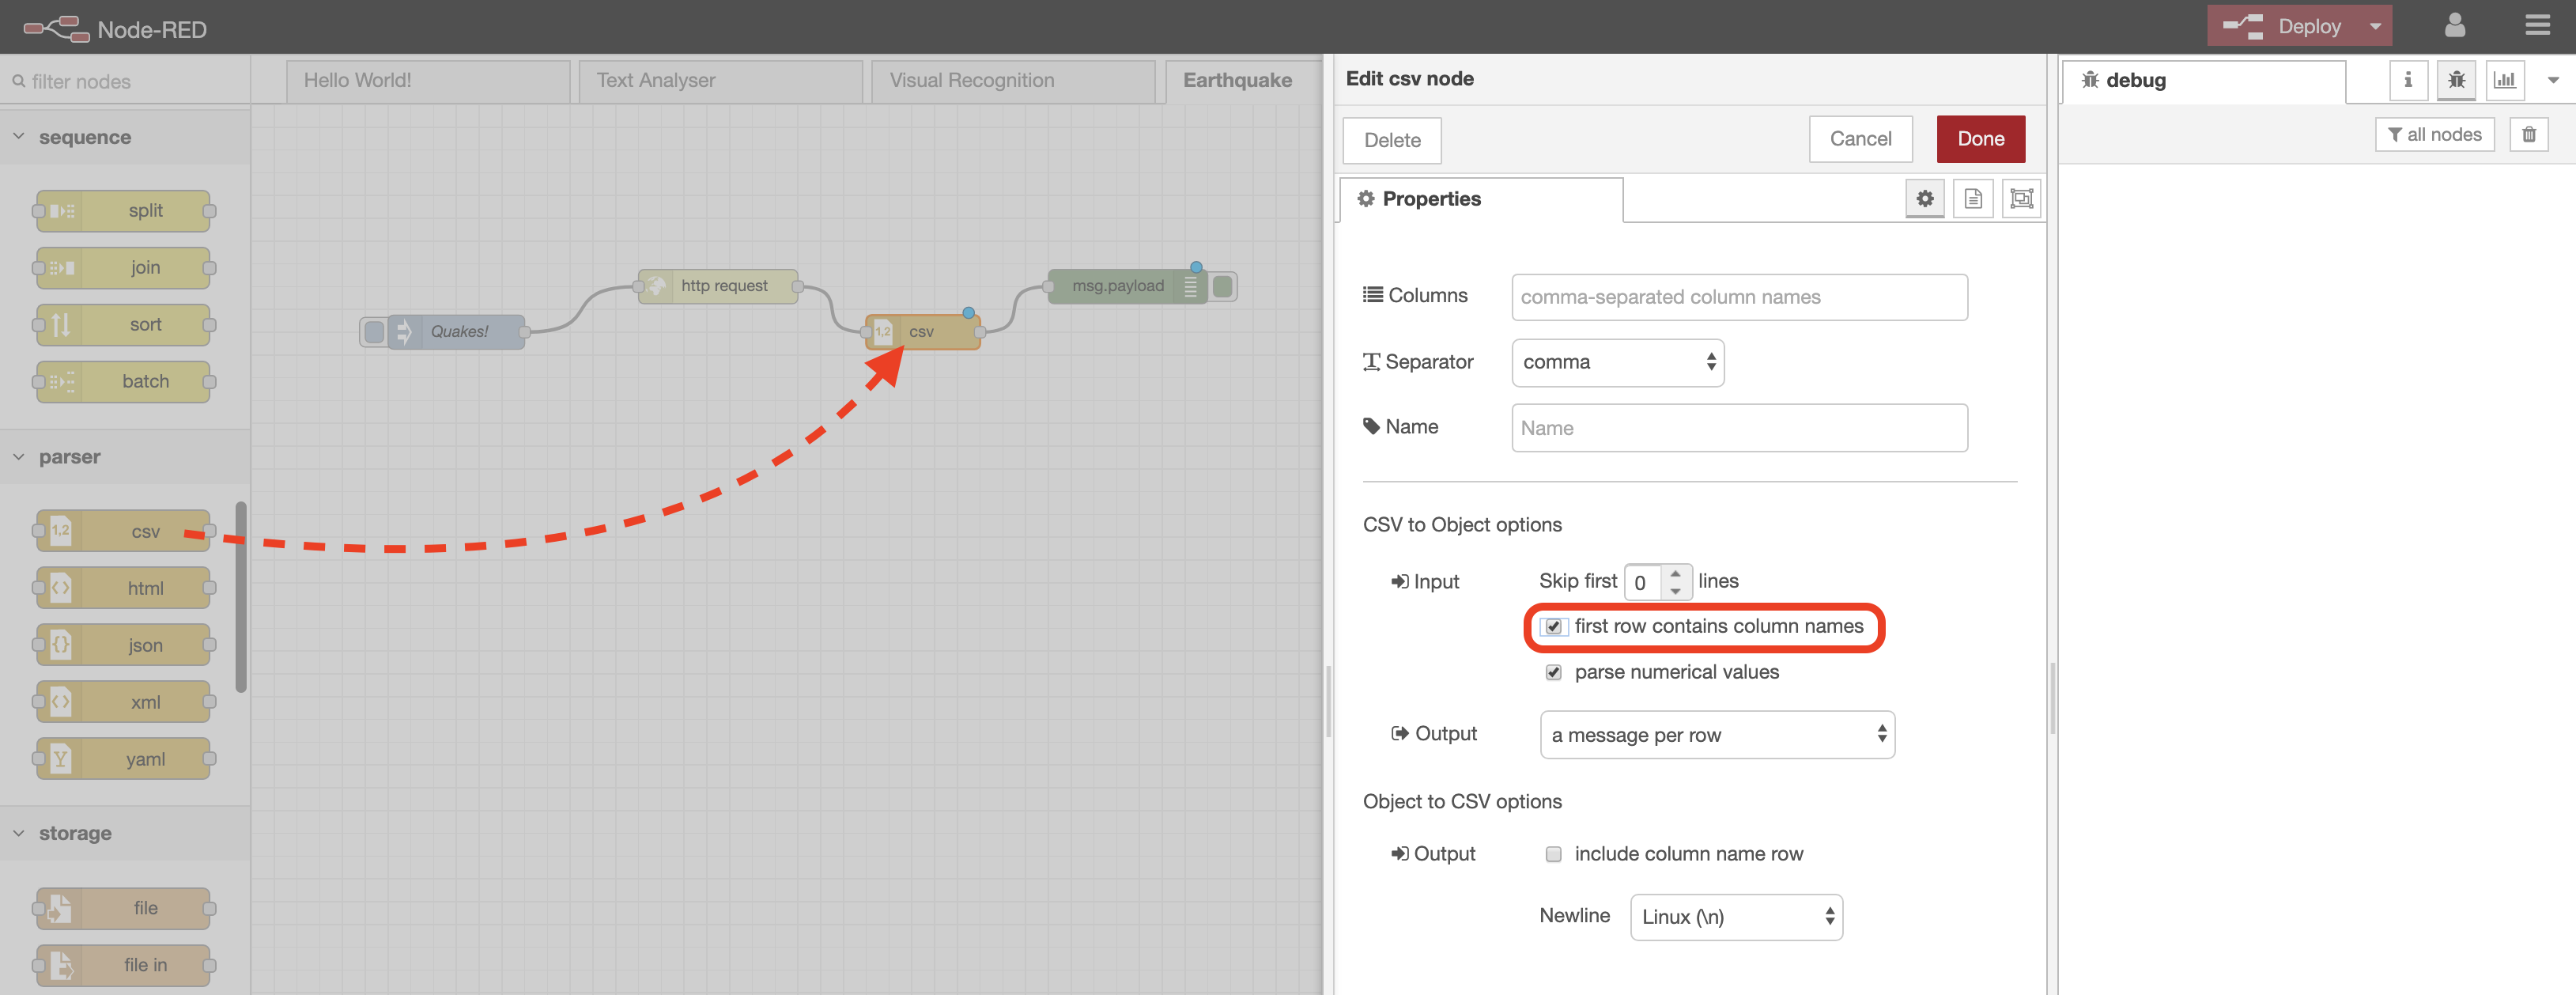 Node-RED
Deploy
filter nodes
Hello World!
Text Analyser
Visual Recognition
Earthquake
Edit csv node
debug
Delete
Cancel
Done
all nodes
Properties
sequence
split
join
sort
batch
parser
csv
html
json
xml
yaml
storage
file
file in
Quakes!
http request
1,2
csv
msg.payload
Columns
comma-separated column names
Separator
comma
Name
Name
CSV to Object options
Input
Skip first 0 lines
first row contains column names
parse numerical values
Output
a message per row
Object to CSV options
Output
include column name row
Newline
Linux (\n)